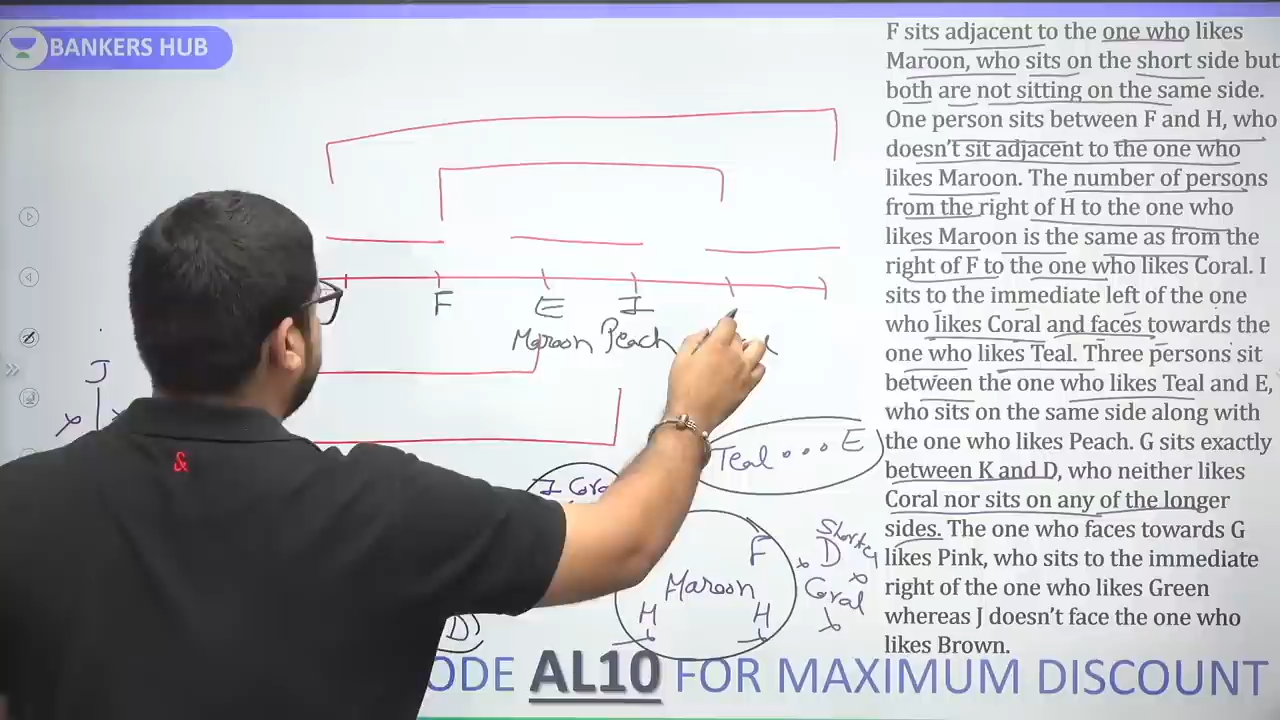 BANKERS HUB
F sits adjacent to the one who likes
Maroon, who sits on the short side but
both are not sitting on the same side.
One person sits between F and H, who
doesn't sit adjacent to the one who
likes Maroon. The number of persons
from the right of H to the one who
likes Maroon is the same as from the
right of F to the one who likes Coral. I
sits to the immediate left of the one
who likes Coral and faces towards the
one who likes Teal. Three persons sit
between the one who likes Teal and E,
who sits on the same side along with
the one who likes Peach. G sits exactly
between K and D, who neither likes
Coral nor sits on any of the longer
sides. The one who faces towards G
likes Pink, who sits to the immediate
right of the one who likes Green
whereas J doesn't face the one who
likes Brown.
F E I
Maroon Peach
J
Teal E
I
F
Maroon
H H
Shorter
D
Coral
D
&
ODE AL10 FOR MAXIMUM DISCOUNT